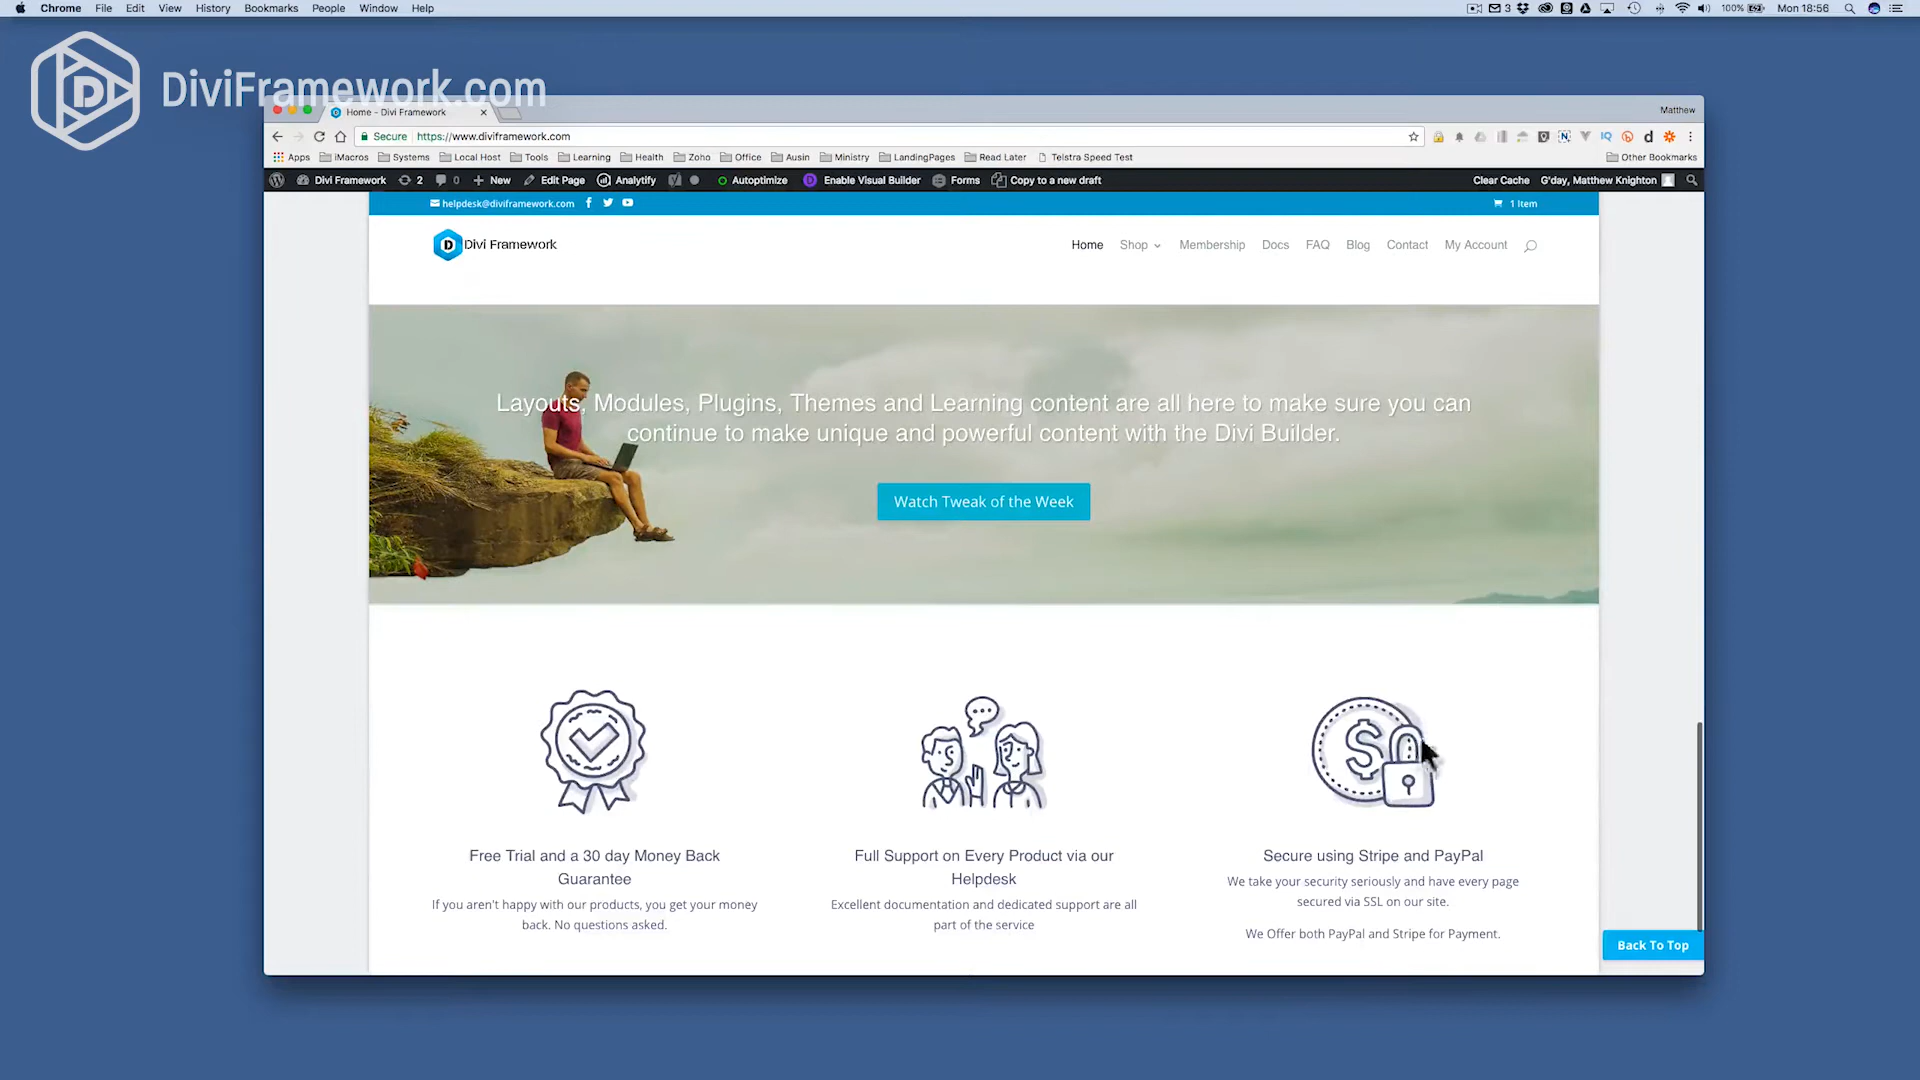 Chrome File Edit View History Bookmarks People Window Help
3 100% Mon 18:56
DiviFramework.com
Home - Divi Framework
Matthew
Secure https://www.diviframework.com
Apps iMacros Systems Local Host Tools Learning Health Zoho Office Ausin Ministry LandingPages Read Later Telstra Speed Test Other Bookmarks
Divi Framework 2 0 New Edit Page Analytify Autoptimize Enable Visual Builder Forms Copy to a new draft Clear Cache G'day, Matthew Knighton
helpdesk@diviframework.com 1 Item
D Divi Framework Home Shop Membership Docs FAQ Blog Contact My Account
Layouts, Modules, Plugins, Themes and Learning content are all here to make sure you can
continue to make unique and powerful content with the Divi Builder.
Watch Tweak of the Week
Free Trial and a 30 day Money Back
Guarantee
If you aren't happy with our products, you get your money
back. No questions asked.
Full Support on Every Product via our
Helpdesk
Excellent documentation and dedicated support are all
part of the service
Secure using Stripe and PayPal
We take your security seriously and have every page
secured via SSL on our site.
We Offer both PayPal and Stripe for Payment.
Back To Top